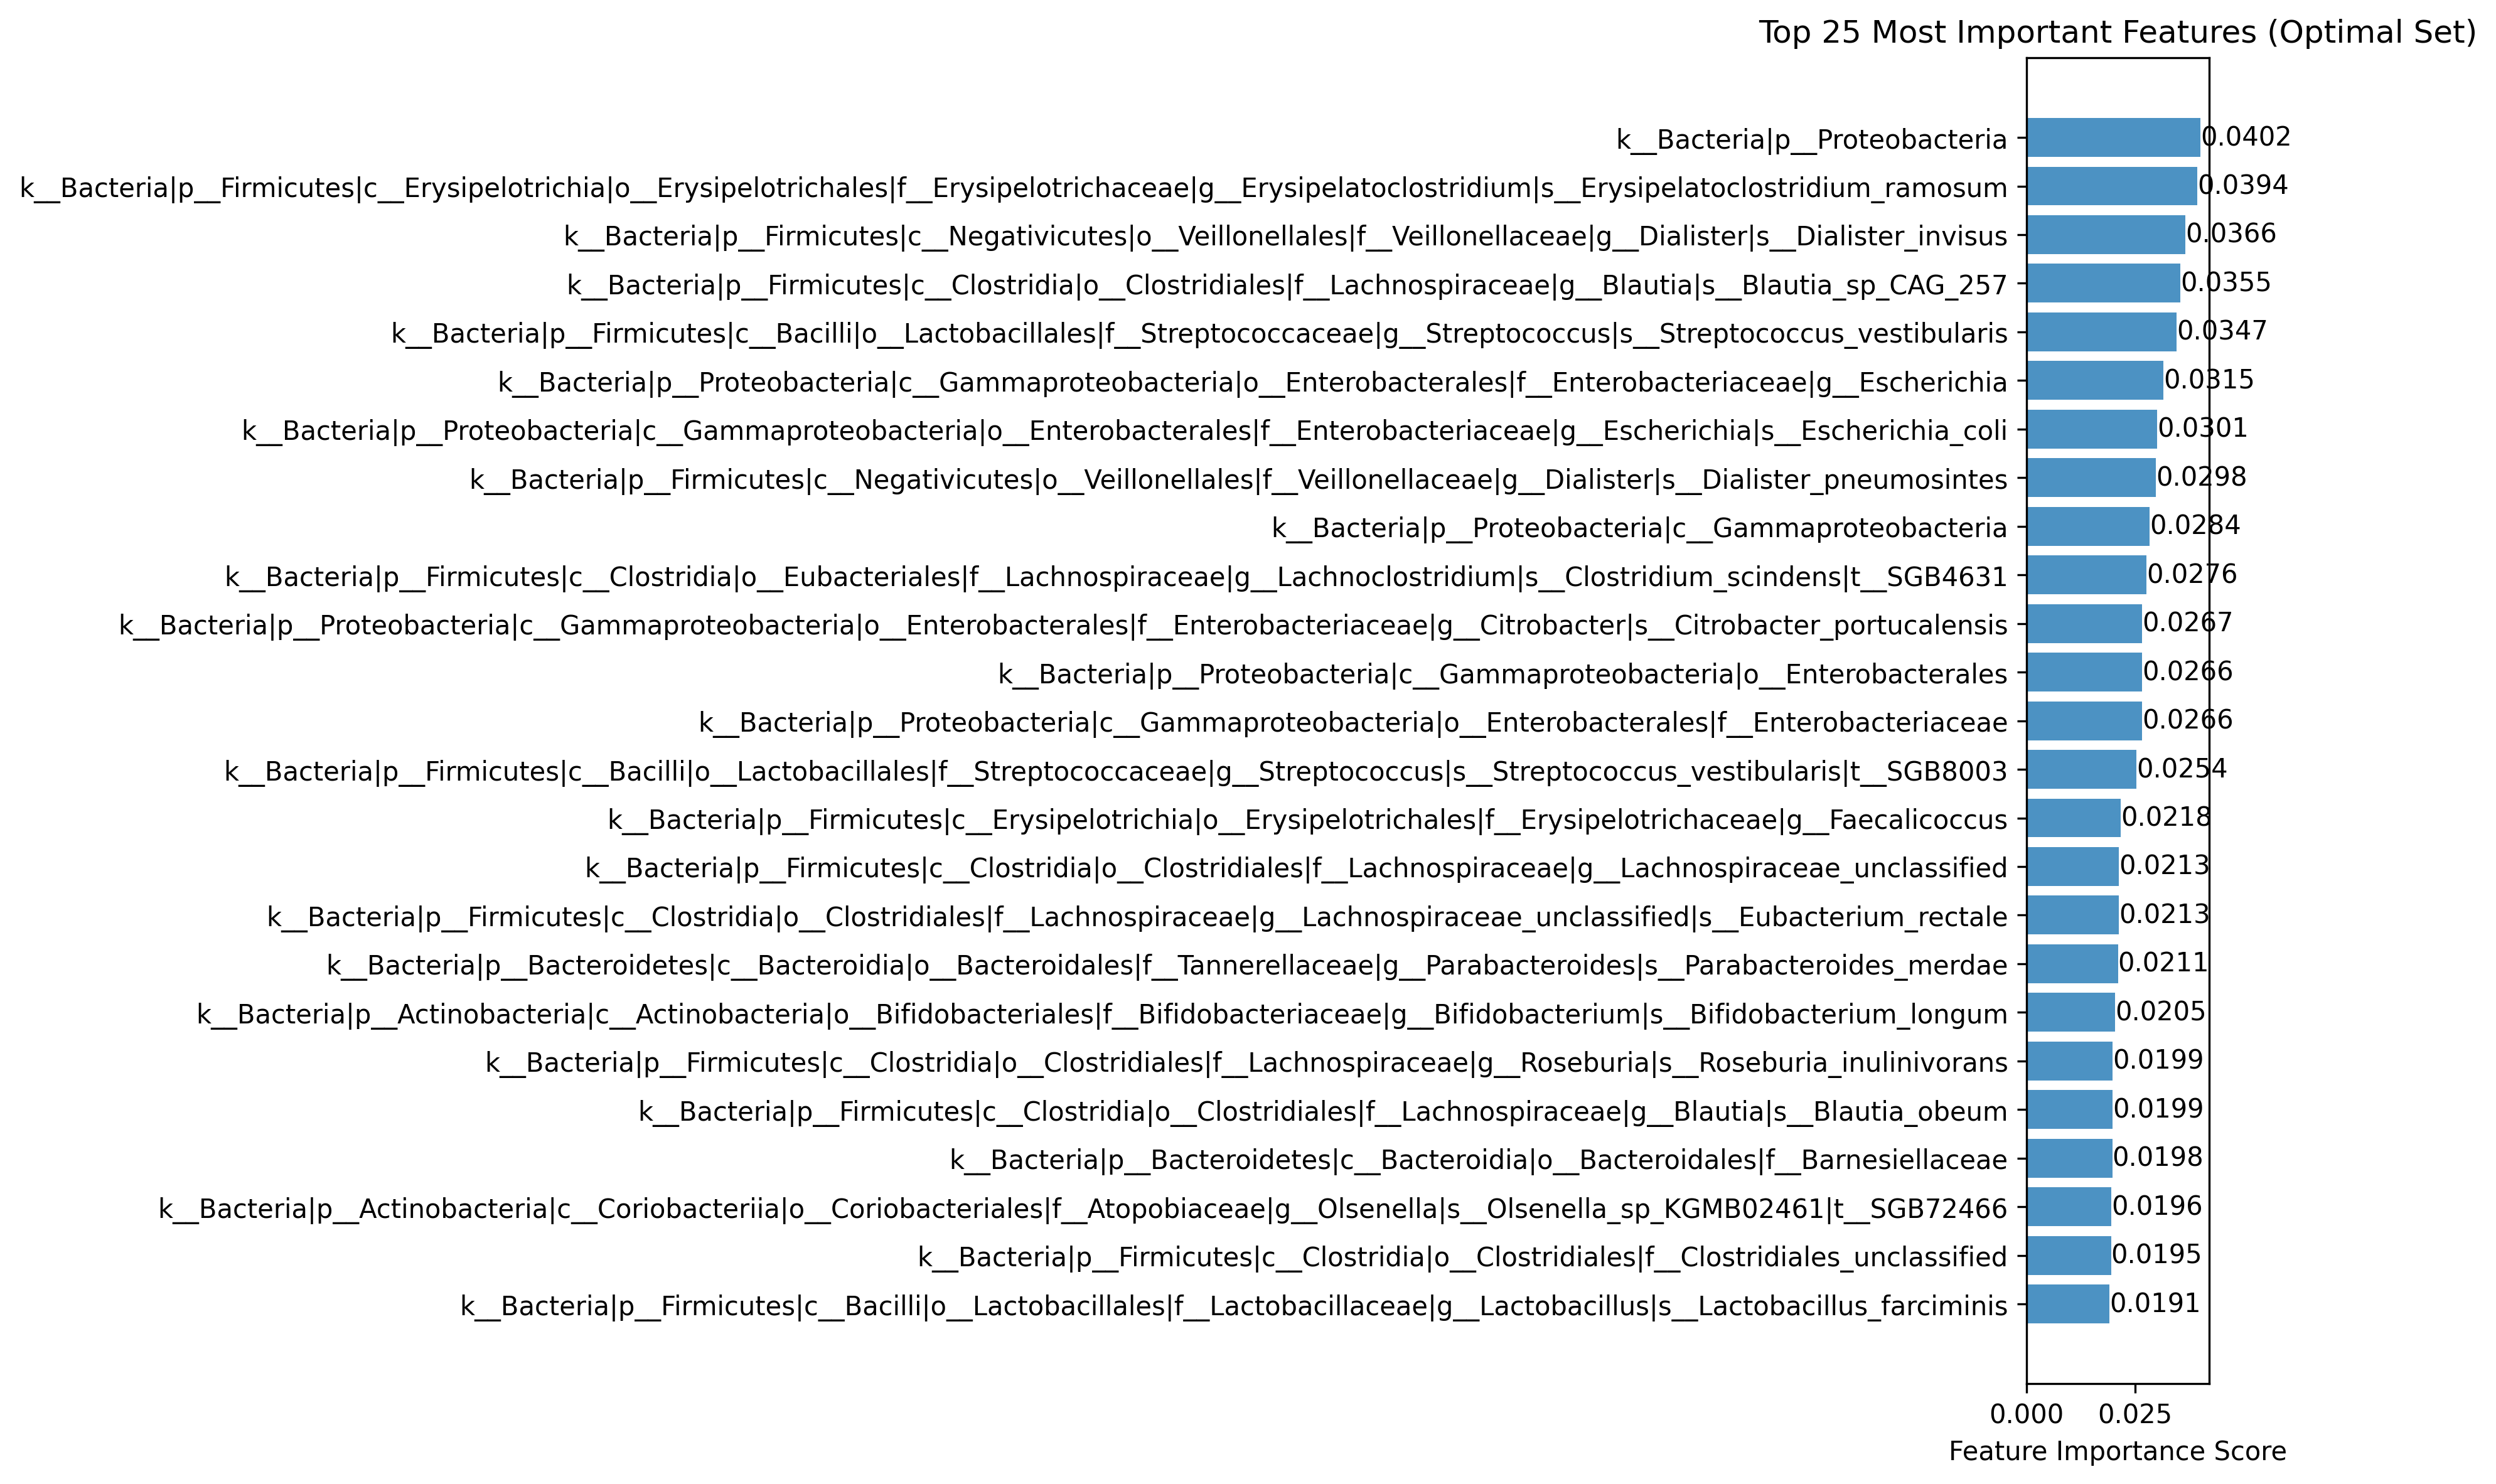 Top 25 Most Important Features (Optimal Set)
k__Bacteria|p__Proteobacteria 0.0402
k__Bacteria|p__Firmicutes|c__Erysipelotrichia|o__Erysipelotrichales|f__Erysipelotrichaceae|g__Erysipelatoclostridium|s__Erysipelatoclostridium_ramosum 0.0394
k__Bacteria|p__Firmicutes|c__Negativicutes|o__Veillonellales|f__Veillonellaceae|g__Dialister|s__Dialister_invisus 0.0366
k__Bacteria|p__Firmicutes|c__Clostridia|o__Clostridiales|f__Lachnospiraceae|g__Blautia|s__Blautia_sp_CAG_257 0.0355
k__Bacteria|p__Firmicutes|c__Bacilli|o__Lactobacillales|f__Streptococcaceae|g__Streptococcus|s__Streptococcus_vestibularis 0.0347
k__Bacteria|p__Proteobacteria|c__Gammaproteobacteria|o__Enterobacterales|f__Enterobacteriaceae|g__Escherichia 0.0315
k__Bacteria|p__Proteobacteria|c__Gammaproteobacteria|o__Enterobacterales|f__Enterobacteriaceae|g__Escherichia|s__Escherichia_coli 0.0301
k__Bacteria|p__Firmicutes|c__Negativicutes|o__Veillonellales|f__Veillonellaceae|g__Dialister|s__Dialister_pneumosintes 0.0298
k__Bacteria|p__Proteobacteria|c__Gammaproteobacteria 0.0284
k__Bacteria|p__Firmicutes|c__Clostridia|o__Eubacteriales|f__Lachnospiraceae|g__Lachnoclostridium|s__Clostridium_scindens|t__SGB4631 0.0276
k__Bacteria|p__Proteobacteria|c__Gammaproteobacteria|o__Enterobacterales|f__Enterobacteriaceae|g__Citrobacter|s__Citrobacter_portucalensis 0.0267
k__Bacteria|p__Proteobacteria|c__Gammaproteobacteria|o__Enterobacterales 0.0266
k__Bacteria|p__Proteobacteria|c__Gammaproteobacteria|o__Enterobacterales|f__Enterobacteriaceae 0.0266
k__Bacteria|p__Firmicutes|c__Bacilli|o__Lactobacillales|f__Streptococcaceae|g__Streptococcus|s__Streptococcus_vestibularis|t__SGB8003 0.0254
k__Bacteria|p__Firmicutes|c__Erysipelotrichia|o__Erysipelotrichales|f__Erysipelotrichaceae|g__Faecalicoccus 0.0218
k__Bacteria|p__Firmicutes|c__Clostridia|o__Clostridiales|f__Lachnospiraceae|g__Lachnospiraceae_unclassified 0.0213
k__Bacteria|p__Firmicutes|c__Clostridia|o__Clostridiales|f__Lachnospiraceae|g__Lachnospiraceae_unclassified|s__Eubacterium_rectale 0.0213
k__Bacteria|p__Bacteroidetes|c__Bacteroidia|o__Bacteroidales|f__Tannerellaceae|g__Parabacteroides|s__Parabacteroides_merdae 0.0211
k__Bacteria|p__Actinobacteria|c__Actinobacteria|o__Bifidobacteriales|f__Bifidobacteriaceae|g__Bifidobacterium|s__Bifidobacterium_longum 0.0205
k__Bacteria|p__Firmicutes|c__Clostridia|o__Clostridiales|f__Lachnospiraceae|g__Roseburia|s__Roseburia_inulinivorans 0.0199
k__Bacteria|p__Firmicutes|c__Clostridia|o__Clostridiales|f__Lachnospiraceae|g__Blautia|s__Blautia_obeum 0.0199
k__Bacteria|p__Bacteroidetes|c__Bacteroidia|o__Bacteroidales|f__Barnesiellaceae 0.0198
k__Bacteria|p__Actinobacteria|c__Coriobacteriia|o__Coriobacteriales|f__Atopobiaceae|g__Olsenella|s__Olsenella_sp_KGMB02461|t__SGB72466 0.0196
k__Bacteria|p__Firmicutes|c__Clostridia|o__Clostridiales|f__Clostridiales_unclassified 0.0195
k__Bacteria|p__Firmicutes|c__Bacilli|o__Lactobacillales|f__Lactobacillaceae|g__Lactobacillus|s__Lactobacillus_farciminis 0.0191
0.000 0.025
Feature Importance Score